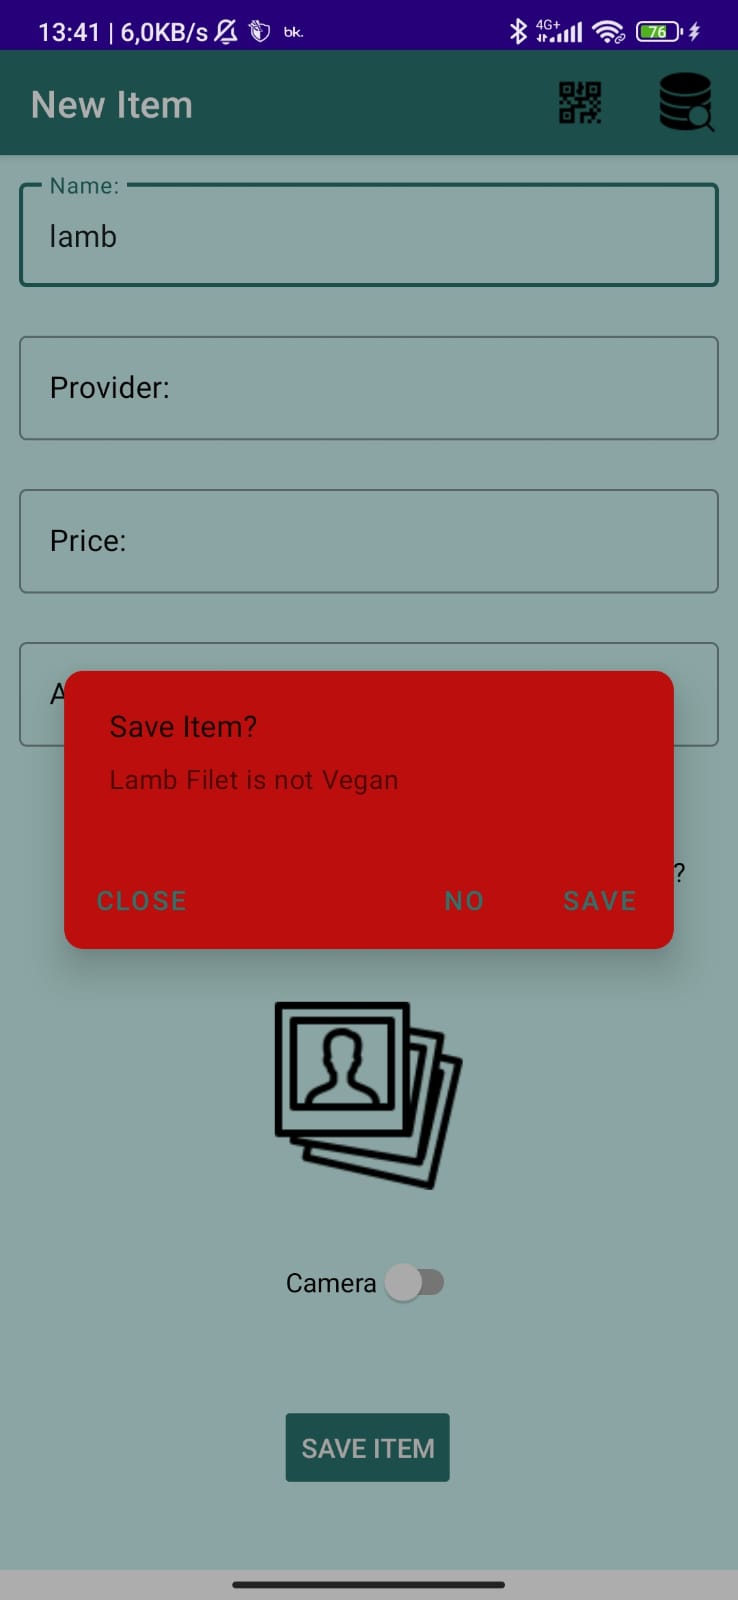 13:41 | 6,0KB/s bk. 4G+ 76
New Item
Name:
lamb
Provider:
Price:
A
Save Item?
Lamb Filet is not Vegan
?
CLOSE NO SAVE
Camera
SAVE ITEM